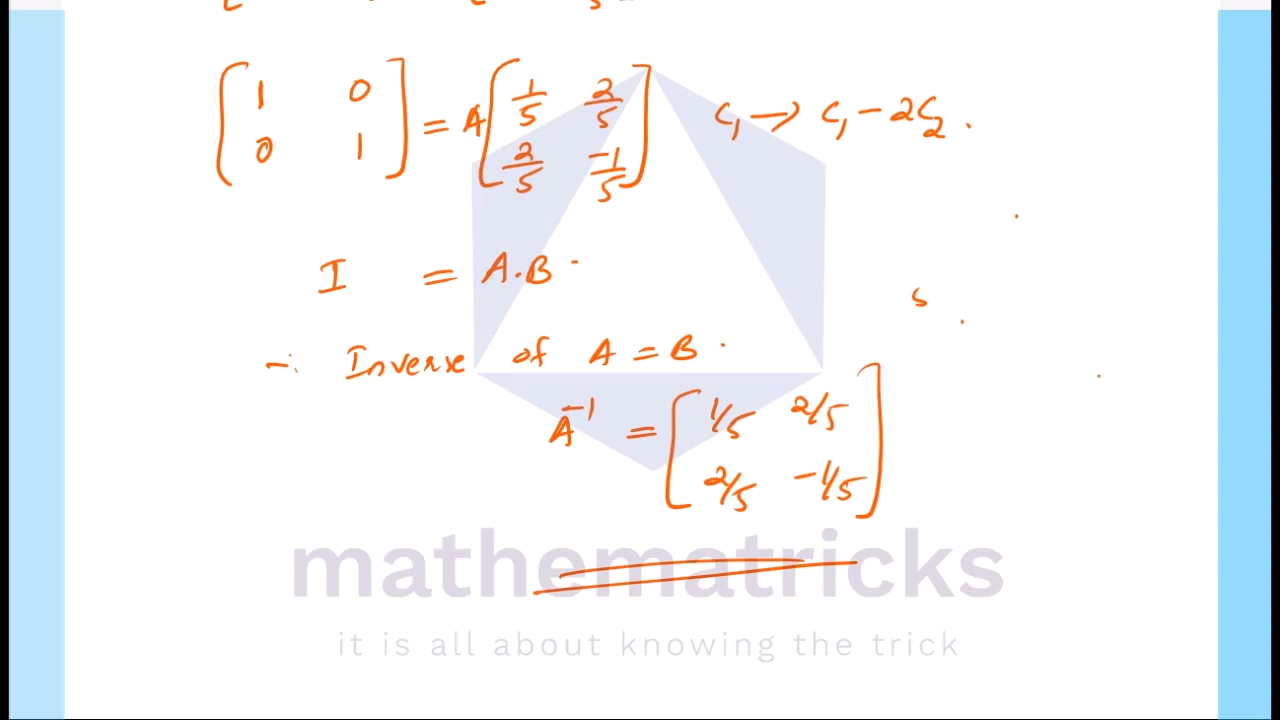 [1 0 0 1] = A [1/5 2/5 2/5 -1/5] C₁ → C₁ - 2C₂ .
I = A.B
∴ Inverse of A = B.
A⁻¹ = [1/5 2/5 2/5 -1/5]
mathematricks
it is all about knowing the trick